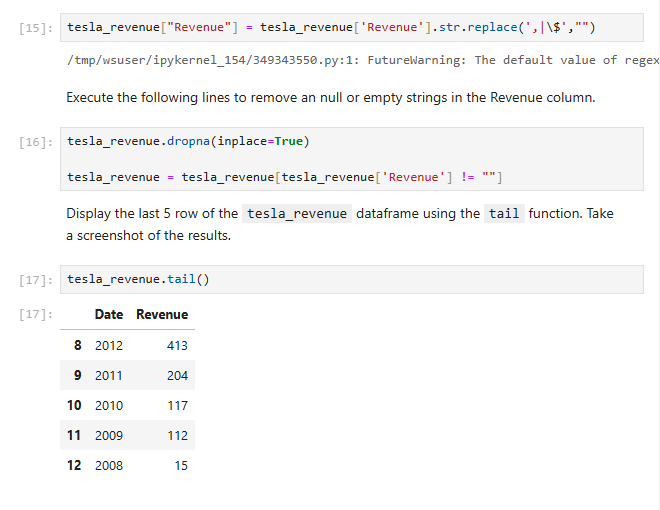 [15]: tesla_revenue["Revenue"] = tesla_revenue['Revenue'].str.replace(',|\$',"")
/tmp/wsuser/ipykernel_154/349343550.py:1: FutureWarning: The default value of regex
Execute the following lines to remove an null or empty strings in the Revenue column.
[16]: tesla_revenue.dropna(inplace=True)
tesla_revenue = tesla_revenue[tesla_revenue['Revenue'] != ""]
Display the last 5 row of the tesla_revenue dataframe using the tail function. Take
a screenshot of the results.
[17]: tesla_revenue.tail()
[17]: Date Revenue
8 2012 413
9 2011 204
10 2010 117
11 2009 112
12 2008 15